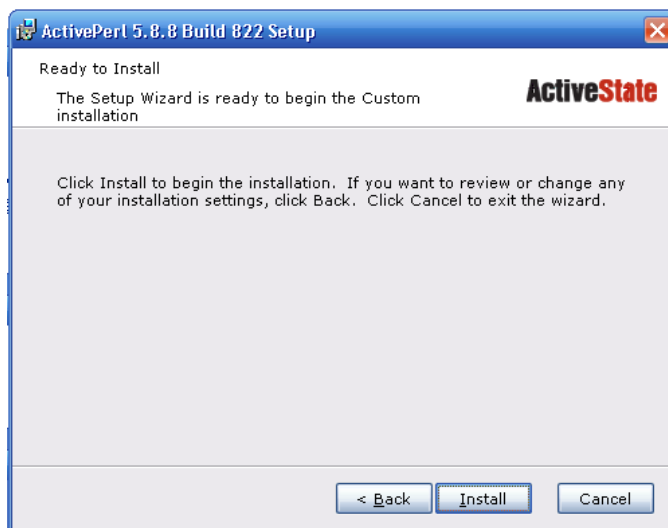 ActivePerl 5.8.8 Build 822 Setup
Ready to Install
The Setup Wizard is ready to begin the Custom
installation
ActiveState
Click Install to begin the installation. If you want to review or change any
of your installation settings, click Back. Click Cancel to exit the wizard.
< Back Install Cancel